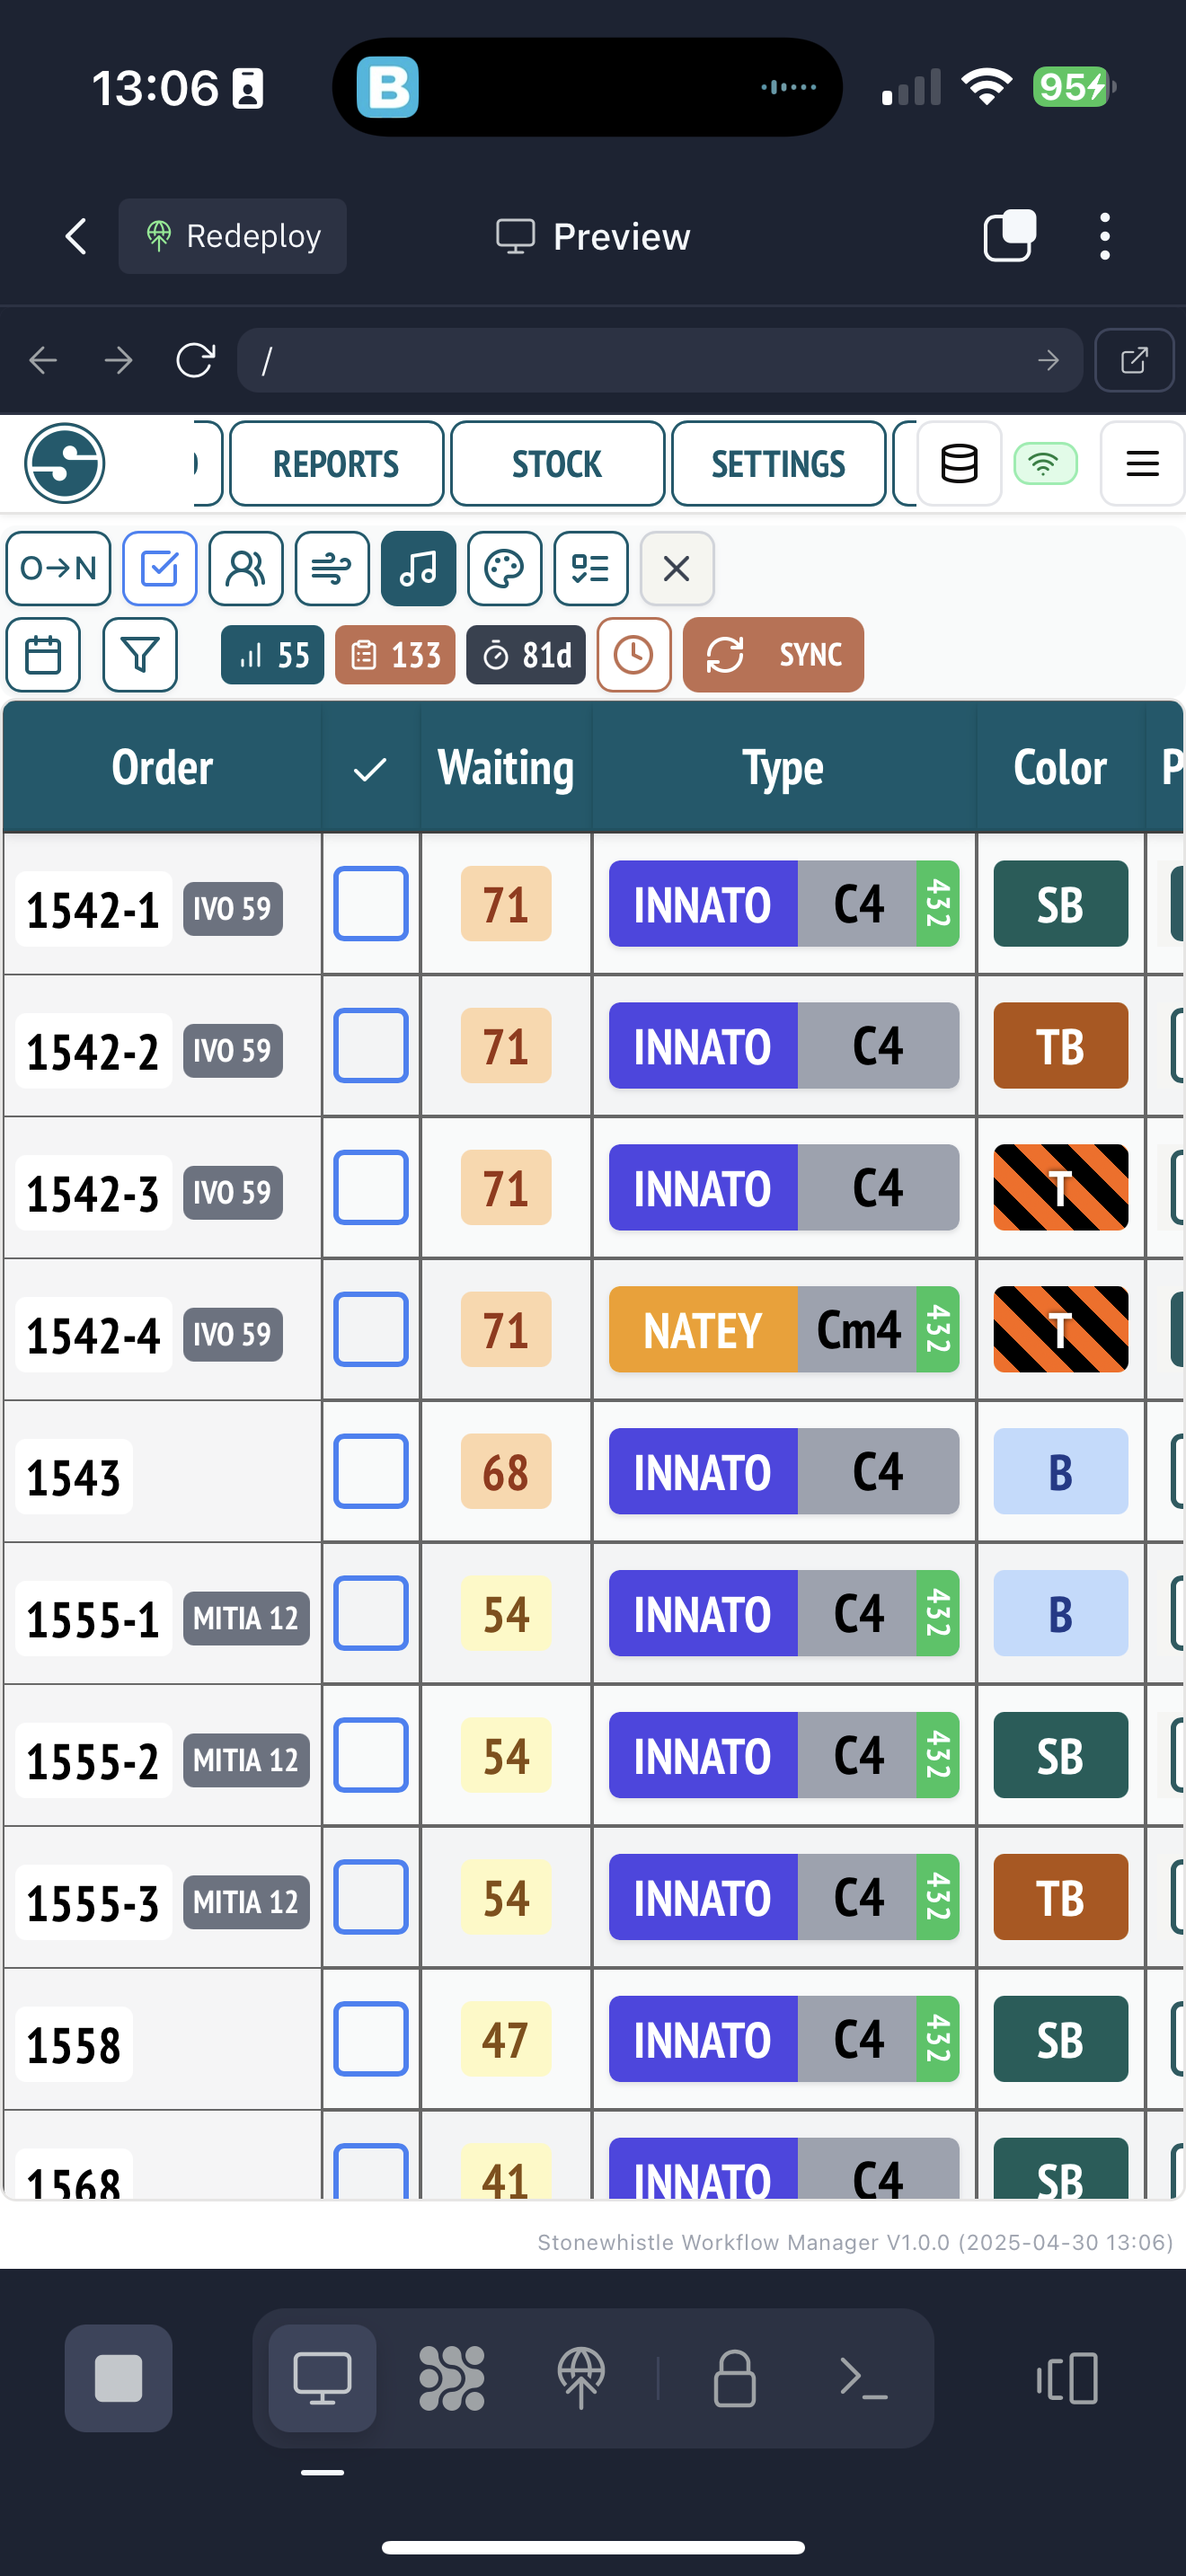 13:06
B
95
Redeploy
Preview
/
REPORTS
STOCK
SETTINGS
O→N
55
133
81d
SYNC
Order
Waiting
Type
Color
P
1542-1 IVO 59 71 INNATO C4 432 SB
1542-2 IVO 59 71 INNATO C4 TB
1542-3 IVO 59 71 INNATO C4 T
1542-4 IVO 59 71 NATEY Cm4 432 T
1543 68 INNATO C4 B
1555-1 MITIA 12 54 INNATO C4 432 B
1555-2 MITIA 12 54 INNATO C4 432 SB
1555-3 MITIA 12 54 INNATO C4 432 TB
1558 47 INNATO C4 432 SB
1568 41 INNATO C4 SB
Stonewhistle Workflow Manager V1.0.0 (2025-04-30 13:06)